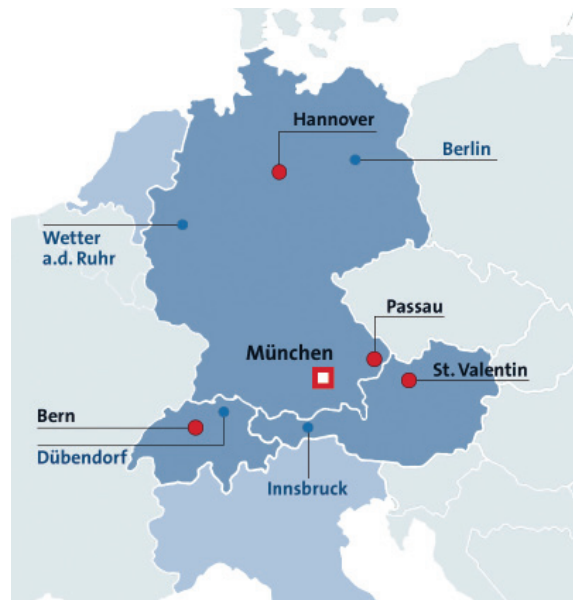 Hannover
Berlin
Wetter
a.d. Ruhr
Passau
München
St. Valentin
Bern
Dübendorf
Innsbruck